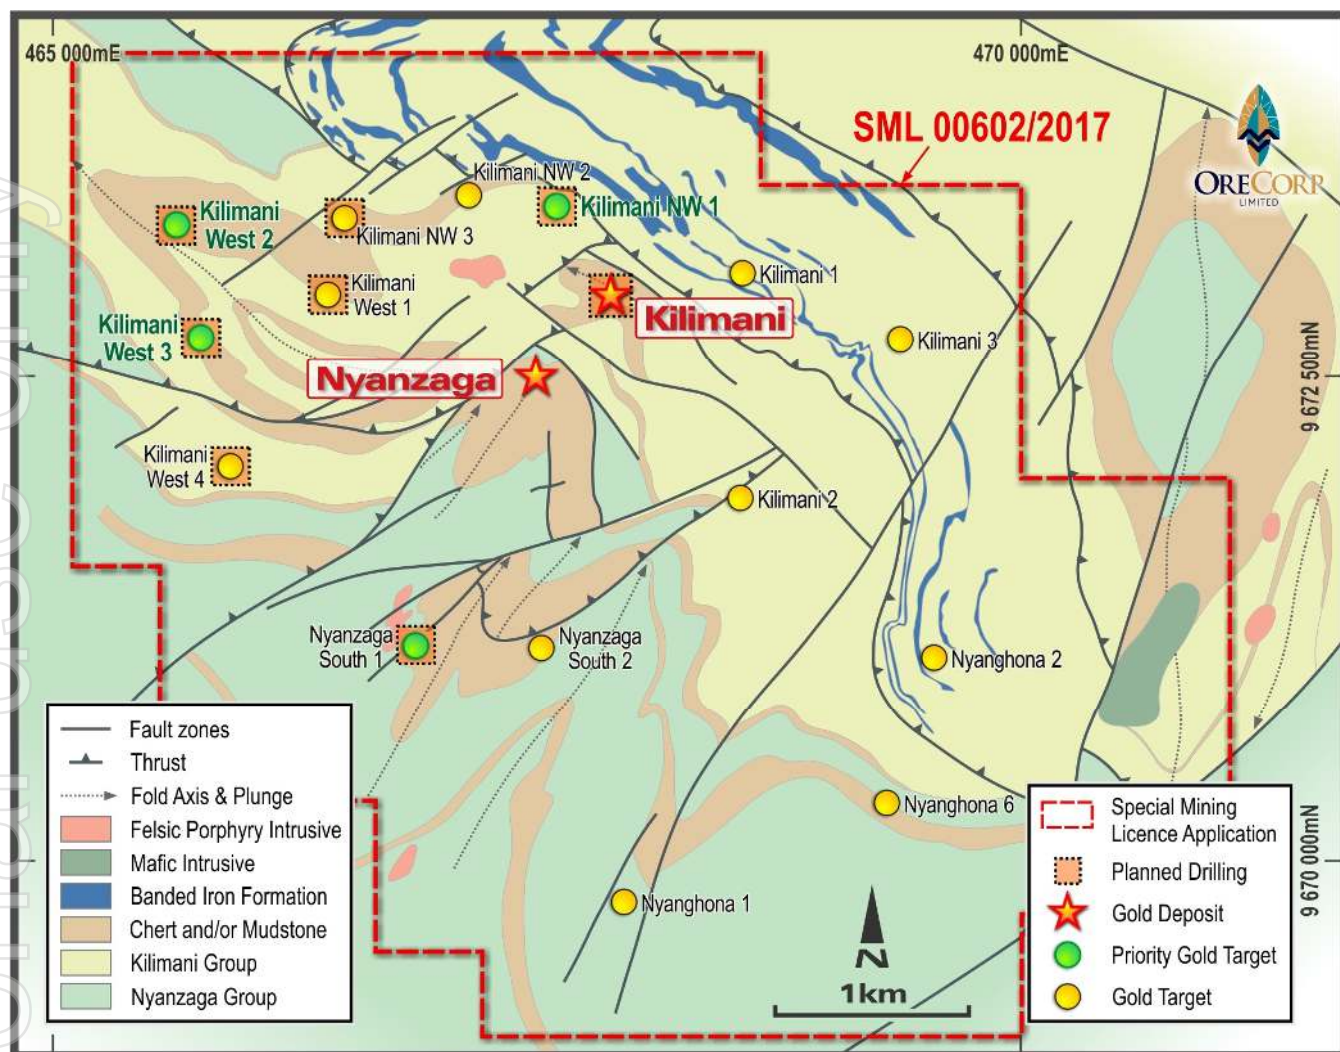 465 000mE
470 000mE
SML 00602/2017
ORECORP
LIMITED
Kilimani NW 2
Kilimani
West 2
Kilimani NW 1
Kilimani NW 3
Kilimani 1
Kilimani
West 1
Kilimani
Kilimani
West 3
Kilimani 3
Nyanzaga
9 672 500mN
Kilimani
West 4
Kilimani 2
Nyanzaga
South 1
Nyanzaga
South 2
Nyanghona 2
Nyanghona 6
Nyanghona 1
9 670 000mN
Fault zones
Thrust
Fold Axis & Plunge
Felsic Porphyry Intrusive
Mafic Intrusive
Banded Iron Formation
Chert and/or Mudstone
Kilimani Group
Nyanzaga Group
N
1km
Special Mining
Licence Application
Planned Drilling
Gold Deposit
Priority Gold Target
Gold Target